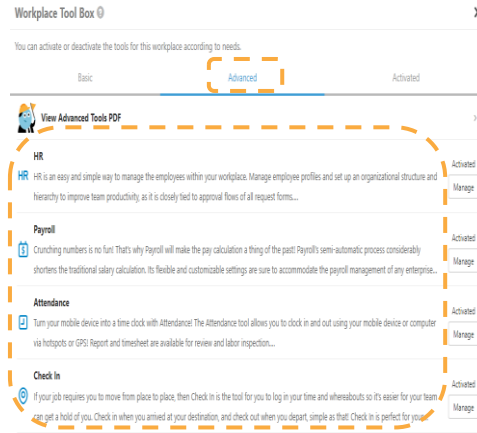 Workplace Tool Box
You can activate or deactivate the tools for this workplace according to needs.
Basic
Advanced
Activated
View Advanced Tools PDF
HR
HR
HR is an easy and simple way to manage the employees within your workplace. Manage employee profiles and set up an organizational structure and
hierarchy to improve team productivity, as it is closely tied to approval flows of all request forms....
Activated
Manage
Payroll
Crunching numbers is no fun! That's why Payroll will make the pay calculation a thing of the past! Payroll's semi-automatic process considerably
shortens the traditional salary calculation. Its flexible and customizable settings are sure to accommodate the payroll management of any enterprise...
Activated
Manage
Attendance
Turn your mobile device into a time clock with Attendance! The Attendance tool allows you to clock in and out using your mobile device or computer
via hotspots or GPS! Report and timesheet are available for review and labor inspection....
Activated
Manage
Check In
If your job requires you to move from place to place, then Check In is the tool for you to log in your time and whereabouts so it's easier for your team
can get a hold of you. Check in when you arrived at your destination, and check out when you depart, simple as that! Check In is perfect for your
Activated
Manage